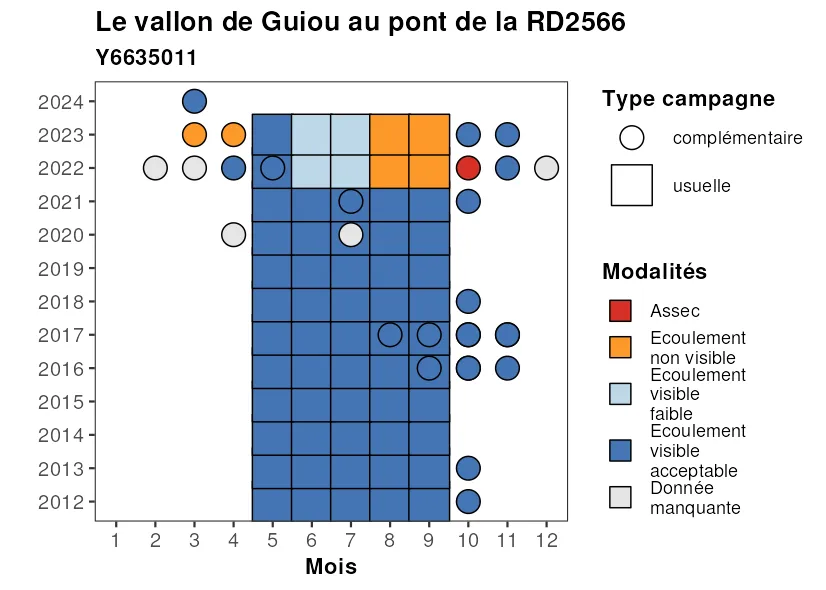 Le vallon de Guiou au pont de la RD2566
Y6635011
2024
2023
2022
2021
2020
2019
2018
2017
2016
2015
2014
2013
2012
1 2 3 4 5 6 7 8 9 10 11 12
Mois
Type campagne
complémentaire
usuelle
Modalités
Assec
Ecoulement
non visible
Ecoulement
visible
faible
Ecoulement
visible
acceptable
Donnée
manquante